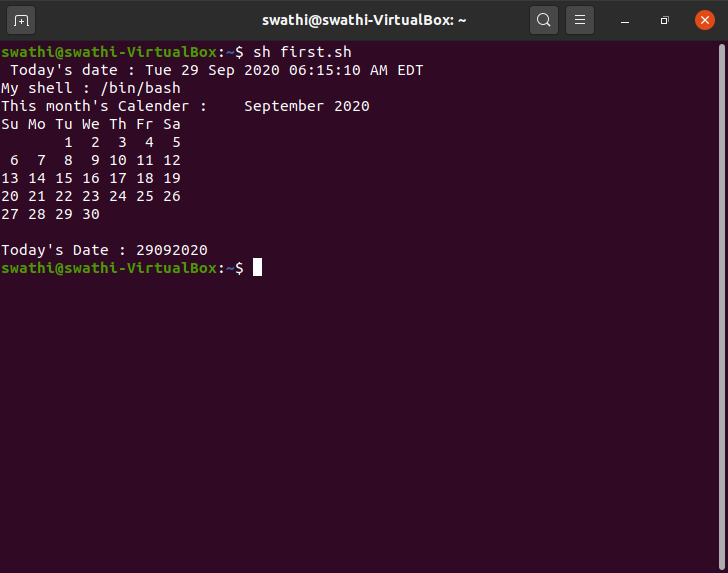 swathi@swathi-VirtualBox: ~
swathi@swathi-VirtualBox:~$ sh first.sh
 Today's date : Tue 29 Sep 2020 06:15:10 AM EDT
My shell : /bin/bash
This month's Calender :    September 2020
Su Mo Tu We Th Fr Sa
       1  2  3  4  5
 6  7  8  9 10 11 12
13 14 15 16 17 18 19
20 21 22 23 24 25 26
27 28 29 30

Today's Date : 29092020
swathi@swathi-VirtualBox:~$